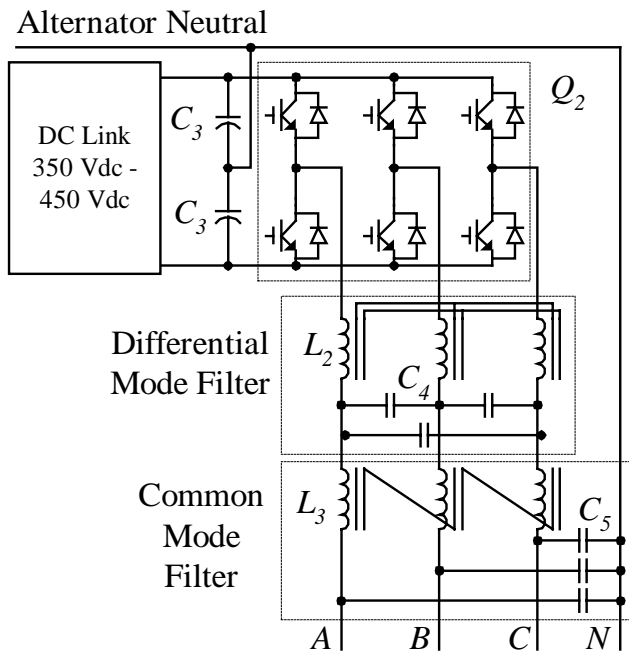 Alternator Neutral
DC Link
350 Vdc -
450 Vdc
C3
C3
Q2
Differential
Mode Filter
L2
C4
Common
Mode
Filter
L3
C5
A B C N